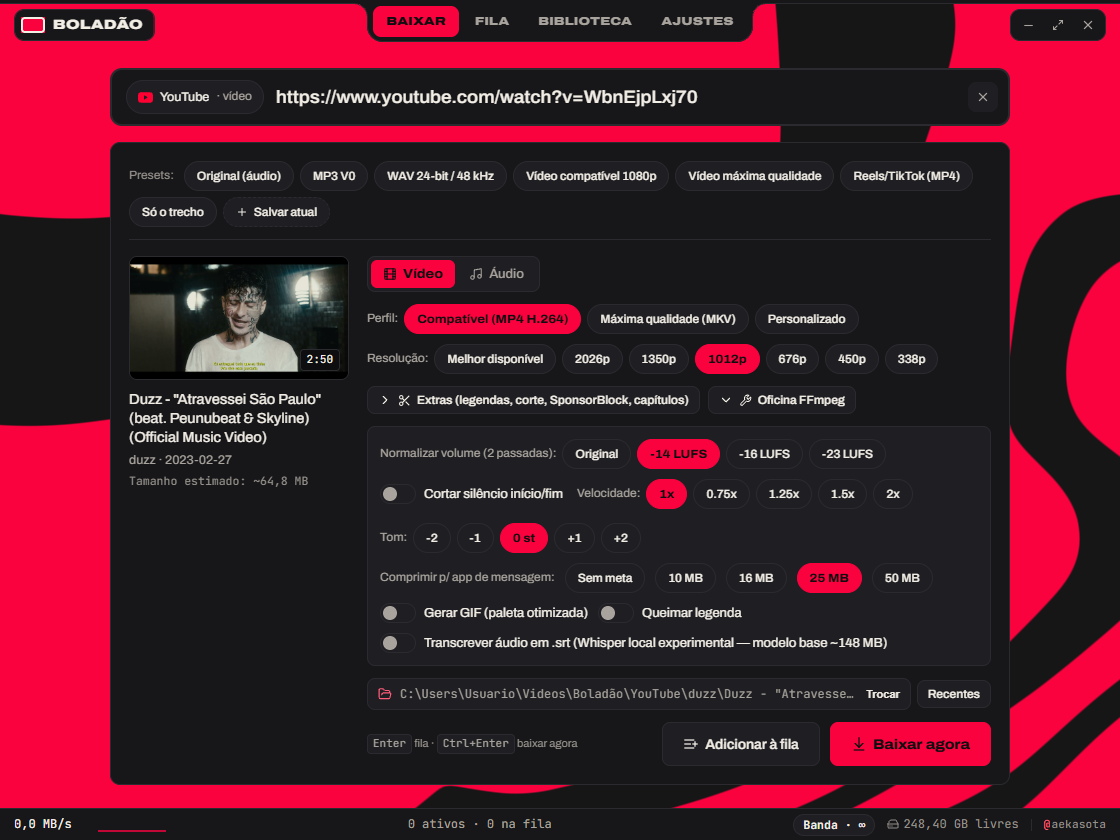 BOLADÃO
BAIXAR FILA BIBLIOTECA AJUSTES
YouTube · vídeo https://www.youtube.com/watch?v=WbnEjpLxj70
Presets: Original (áudio) MP3 V0 WAV 24-bit / 48 kHz Vídeo compatível 1080p Vídeo máxima qualidade Reels/TikTok (MP4)
Só o trecho + Salvar atual
2:50
Duzz - "Atravessei São Paulo"
(beat. Peunubeat & Skyline)
(Official Music Video)
duzz · 2023-02-27
Tamanho estimado: ~64,8 MB
Vídeo Áudio
Perfil: Compatível (MP4 H.264) Máxima qualidade (MKV) Personalizado
Resolução: Melhor disponível 2026p 1350p 1012p 676p 450p 338p
Extras (legendas, corte, SponsorBlock, capítulos) Oficina FFmpeg
Normalizar volume (2 passadas): Original -14 LUFS -16 LUFS -23 LUFS
Cortar silêncio início/fim Velocidade: 1x 0.75x 1.25x 1.5x 2x
Tom: -2 -1 0 st +1 +2
Comprimir p/ app de mensagem: Sem meta 10 MB 16 MB 25 MB 50 MB
Gerar GIF (paleta otimizada) Queimar legenda
Transcrever áudio em .srt (Whisper local experimental — modelo base ~148 MB)
C:\Users\Usuario\Videos\Boladão\YouTube\duzz\Duzz - "Atravesse… Trocar Recentes
Enter fila · Ctrl+Enter baixar agora Adicionar à fila Baixar agora
0,0 MB/s 0 ativos · 0 na fila Banda · ∞ 248,40 GB livres @aekasota